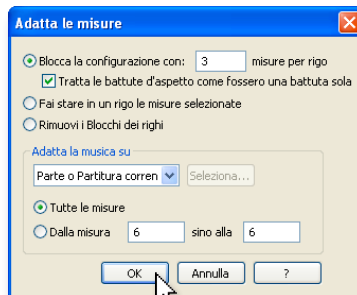 Adatta le misure
Blocca la configurazione con: 3 misure per rigo
Tratta le battute d'aspetto come fossero una battuta sola
Fai stare in un rigo le misure selezionate
Rimuovi i Blocchi dei righi
Adatta la musica su
Parte o Partitura corren Seleziona...
Tutte le misure
Dalla misura 6 sino alla 6
OK Annulla ?